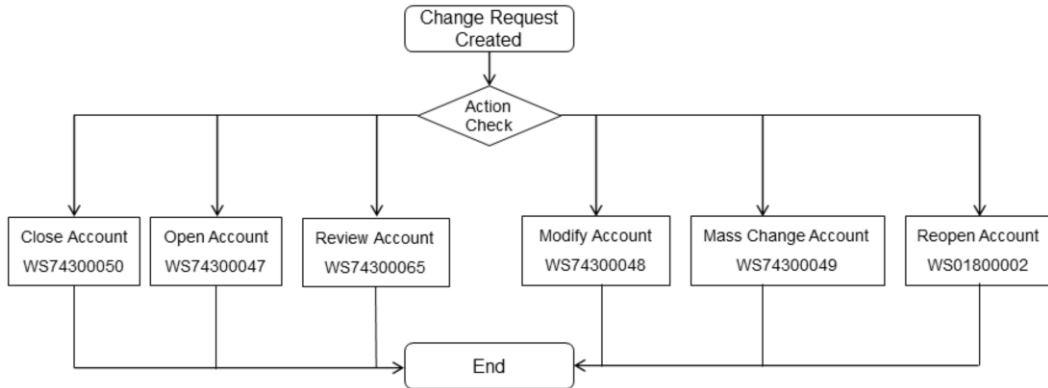 Change Request
Created
Action
Check
Close Account
WS74300050
Open Account
WS74300047
Review Account
WS74300065
Modify Account
WS74300048
Mass Change Account
WS74300049
Reopen Account
WS01800002
End